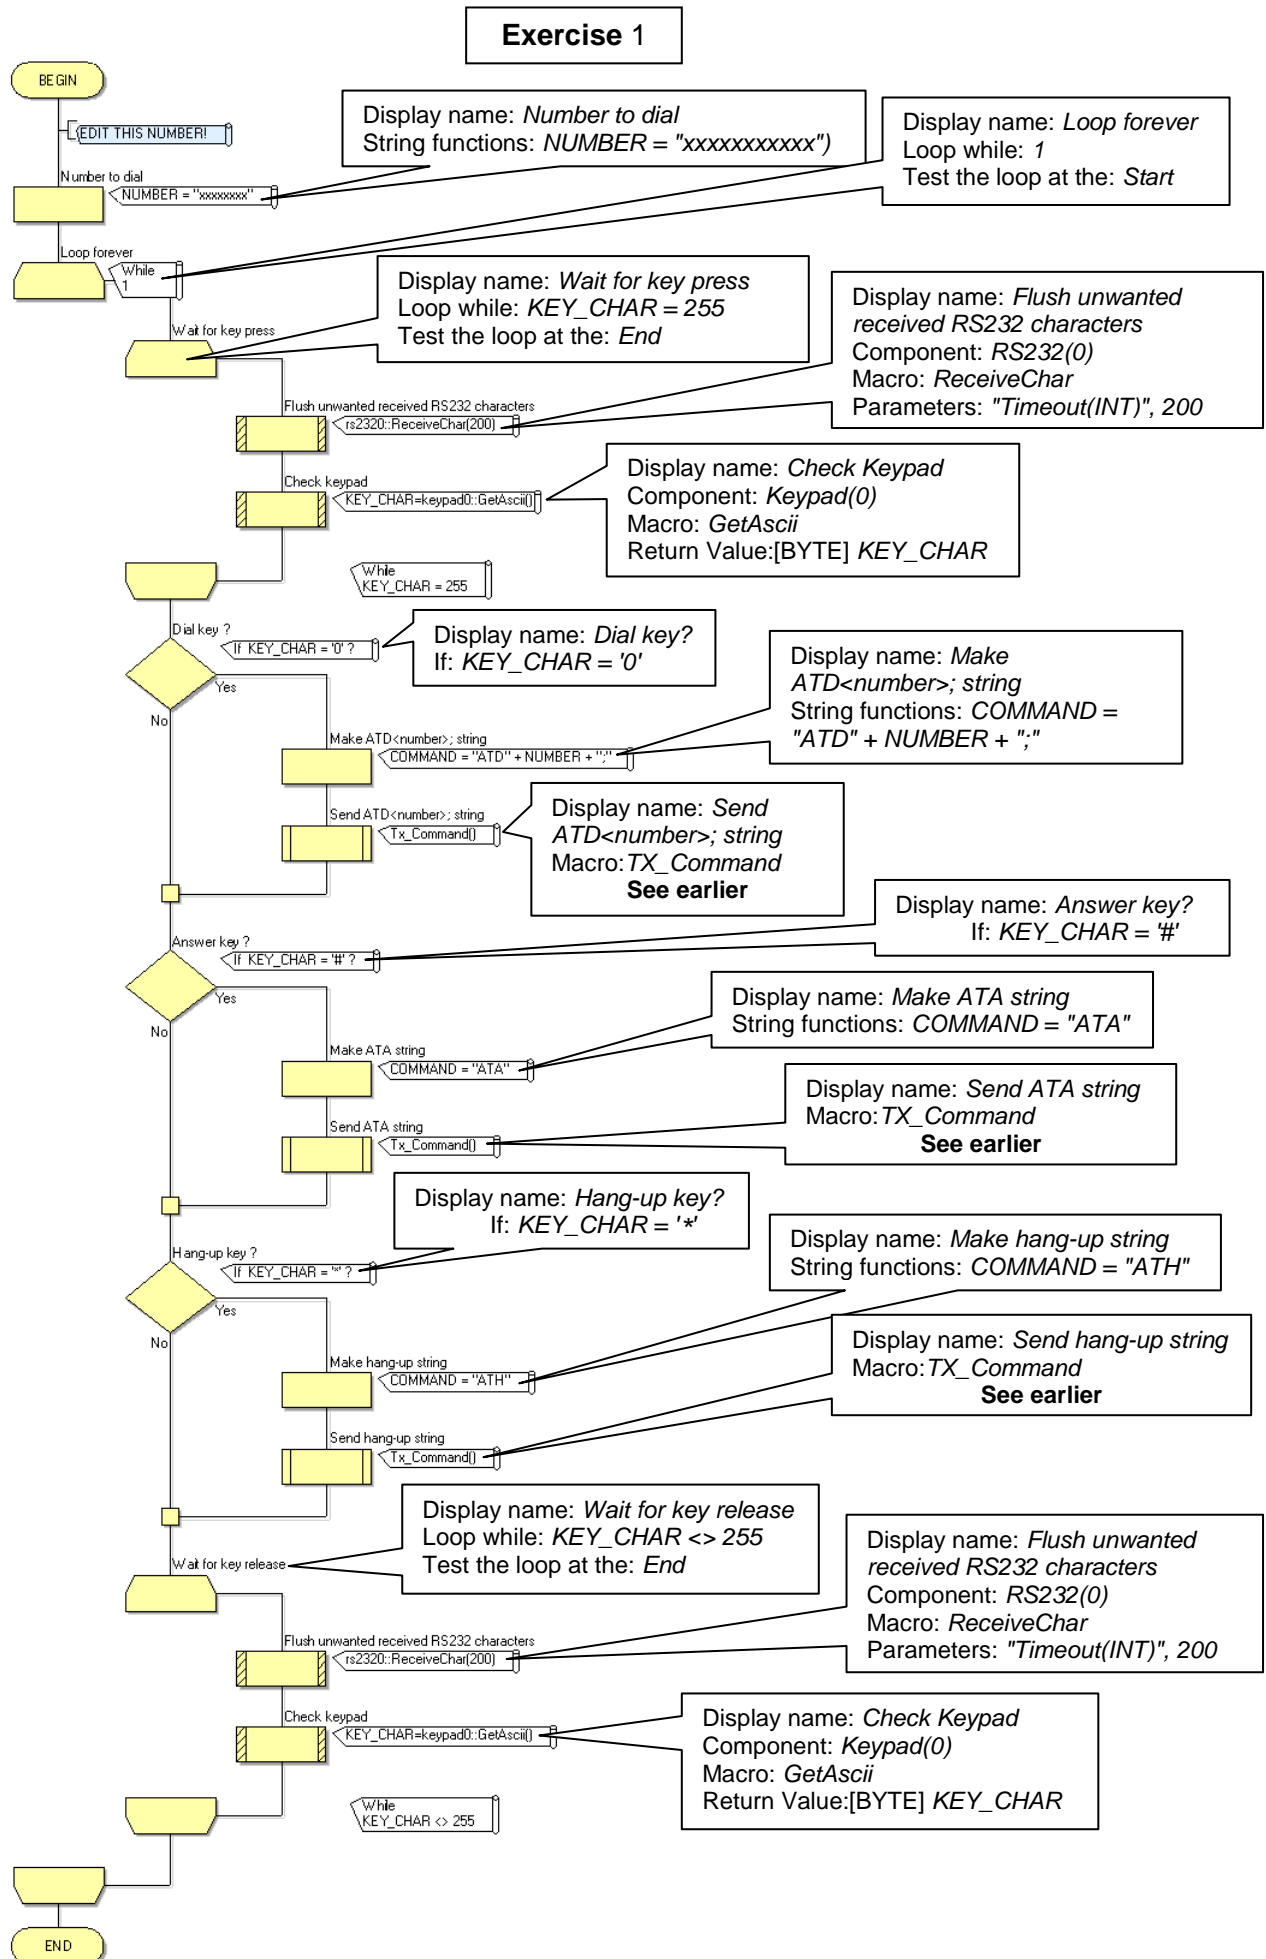 Exercise 1
BEGIN
EDIT THIS NUMBER!
Display name: Number to dial
String functions: NUMBER = "xxxxxxxxxxx")
Display name: Loop forever
Loop while: 1
Test the loop at the: Start
Number to dial
NUMBER = "xxxxxxxx"
Loop forever
While
1
Display name: Wait for key press
Loop while: KEY_CHAR = 255
Test the loop at the: End
Display name: Flush unwanted
received RS232 characters
Component: RS232(0)
Macro: ReceiveChar
Parameters: "Timeout(INT)", 200
Wait for key press
Flush unwanted received RS232 characters
rs2320::ReceiveChar(200)
Display name: Check Keypad
Component: Keypad(0)
Macro: GetAscii
Return Value:[BYTE] KEY_CHAR
Check keypad
KEY_CHAR=keypad0::GetAscii()
While
KEY_CHAR = 255
Dial key ?
If KEY_CHAR = '0' ?
Display name: Dial key?
If: KEY_CHAR = '0'
Display name: Make
ATD<number>; string
String functions: COMMAND =
"ATD" + NUMBER + ";"
Yes
No
Make ATD<number>; string
COMMAND = "ATD" + NUMBER + ";"
Send ATD<number>; string
Tx_Command()
Display name: Send
ATD<number>; string
Macro:TX_Command
See earlier
Display name: Answer key?
If: KEY_CHAR = '#'
Answer key ?
If KEY_CHAR = '#' ?
Yes
No
Display name: Make ATA string
String functions: COMMAND = "ATA"
Make ATA string
COMMAND = "ATA"
Display name: Send ATA string
Macro:TX_Command
See earlier
Send ATA string
Tx_Command()
Display name: Hang-up key?
If: KEY_CHAR = '*'
Display name: Make hang-up string
String functions: COMMAND = "ATH"
Hang-up key ?
If KEY_CHAR = '*' ?
Yes
No
Display name: Send hang-up string
Macro:TX_Command
See earlier
Make hang-up string
COMMAND = "ATH"
Send hang-up string
Tx_Command()
Display name: Wait for key release
Loop while: KEY_CHAR <> 255
Test the loop at the: End
Display name: Flush unwanted
received RS232 characters
Component: RS232(0)
Macro: ReceiveChar
Parameters: "Timeout(INT)", 200
Wait for key release
Flush unwanted received RS232 characters
rs2320::ReceiveChar(200)
Check keypad
KEY_CHAR=keypad0::GetAscii()
Display name: Check Keypad
Component: Keypad(0)
Macro: GetAscii
Return Value:[BYTE] KEY_CHAR
While
KEY_CHAR <> 255
END